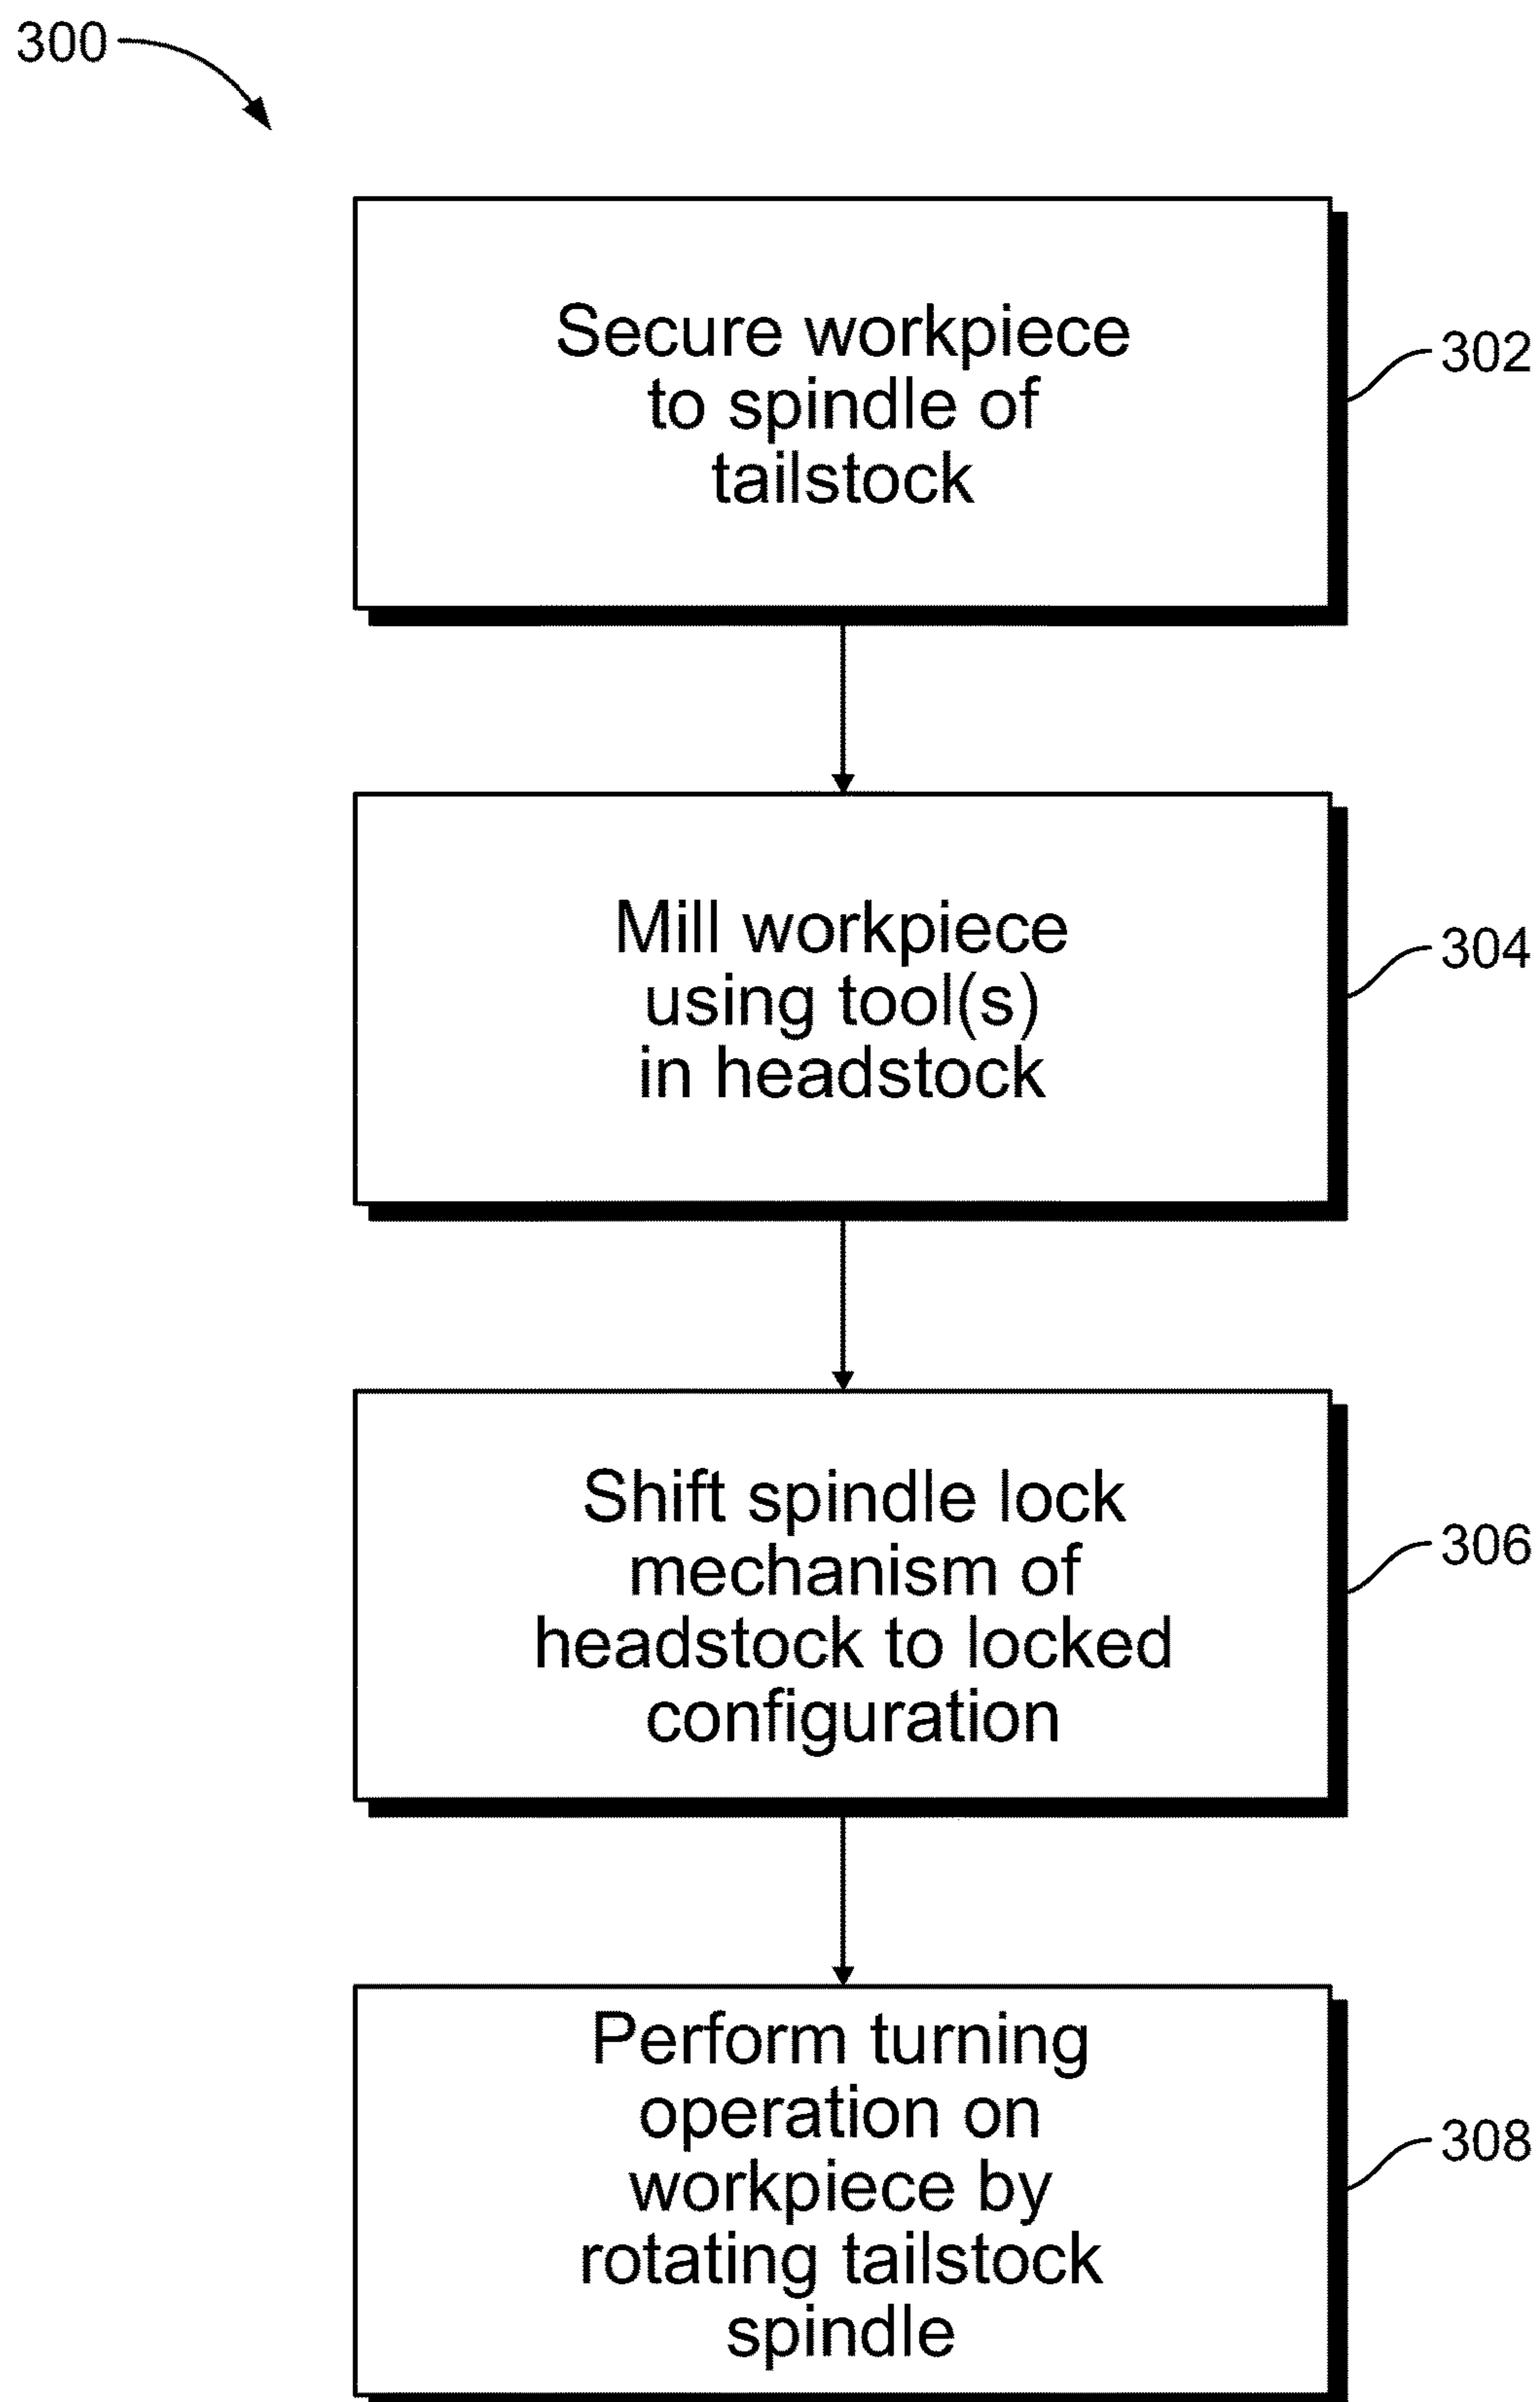 300
Secure workpiece
to spindle of
tailstock
302
Mill workpiece
using tool(s)
in headstock
304
Shift spindle lock
mechanism of
headstock to locked
configuration
306
Perform turning
operation on
workpiece by
rotating tailstock
spindle
308